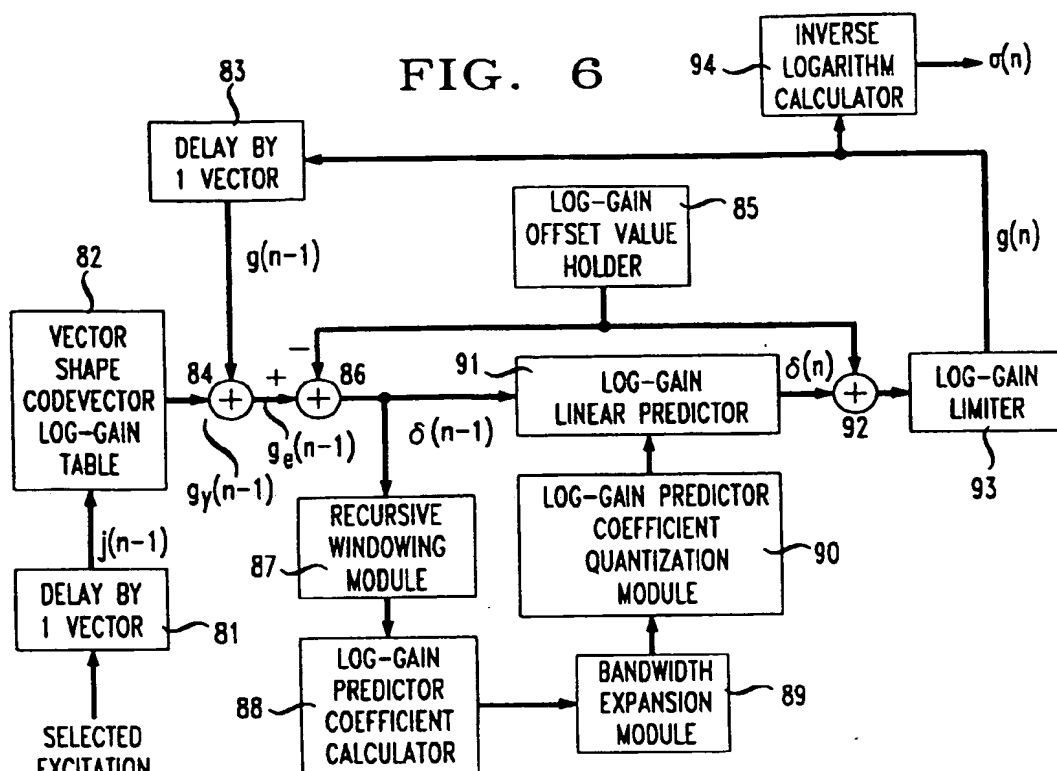 FIG. 6
83
DELAY BY
1 VECTOR
94
INVERSE
LOGARITHM
CALCULATOR
σ(n)
g(n-1)
LOG-GAIN
OFFSET VALUE
HOLDER
85
g(n)
82
VECTOR
SHAPE
CODEVECTOR
LOG-GAIN
TABLE
84
+
g_y(n-1)
+
g_e(n-1)
−
+
86
δ(n-1)
91
LOG-GAIN
LINEAR PREDICTOR
δ(n)
+
92
LOG-GAIN
LIMITER
93
j(n-1)
DELAY BY
1 VECTOR
81
SELECTED
EXCITATION
RECURSIVE
WINDOWING
MODULE
87
LOG-GAIN PREDICTOR
COEFFICIENT
QUANTIZATION
MODULE
90
88
LOG-GAIN
PREDICTOR
COEFFICIENT
CALCULATOR
BANDWIDTH
EXPANSION
MODULE
89